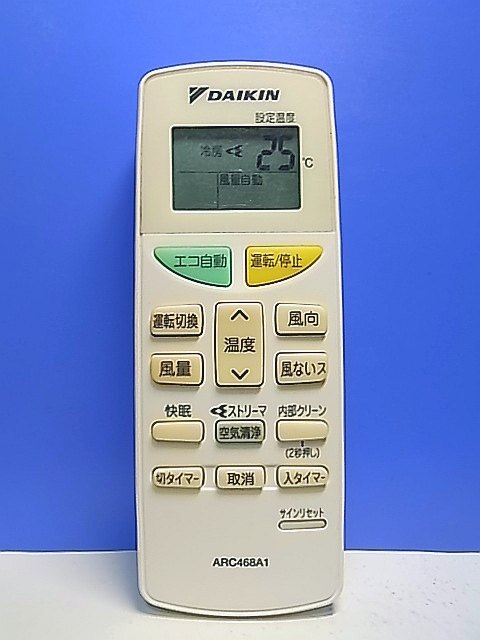 DAIKIN
設定温度
冷房 25 ℃
風量自動
エコ自動 運転/停止
運転切換 温度 風向
風量 風ないス
快眠 ストリーマ 内部クリーン
空気清浄
(2秒押し)
切タイマー 取消 入タイマー
サインリセット
ARC468A1